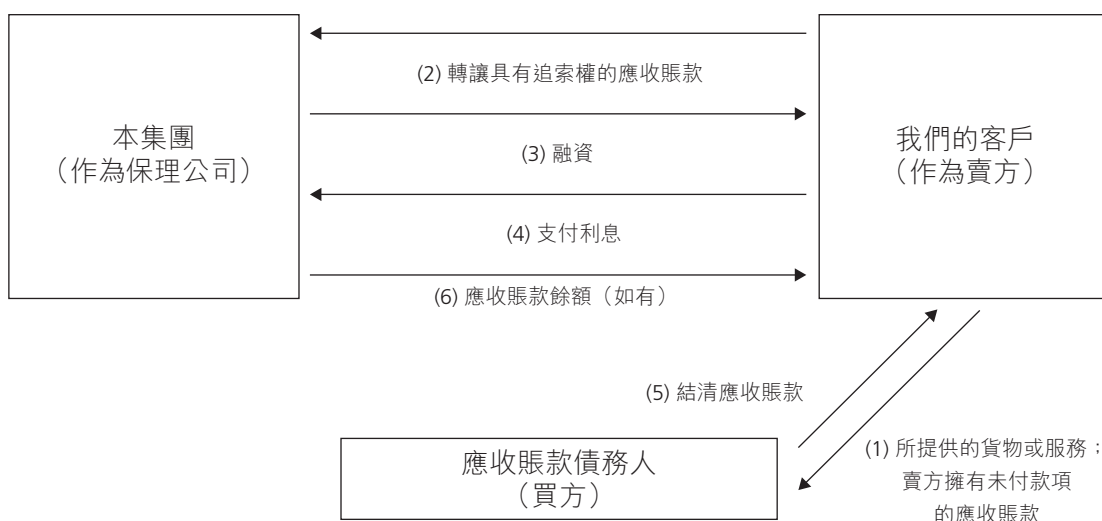 (2) 轉讓具有追索權的應收賬款
本集團
(作為保理公司)
(3) 融資
我們的客戶
(作為賣方)
(4) 支付利息
(6) 應收賬款餘額(如有)
(5) 結清應收賬款
應收賬款債務人
(買方)
(1) 所提供的貨物或服務;
賣方擁有未付款項
的應收賬款